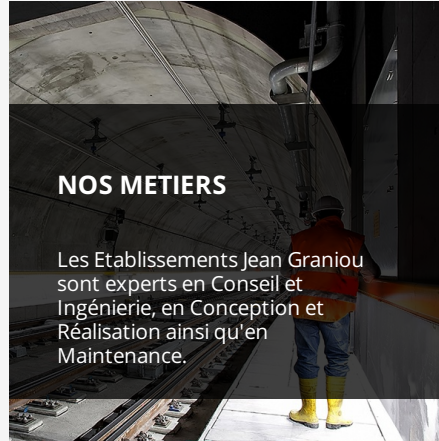 NOS METIERS
Les Etablissements Jean Graniou
sont experts en Conseil et
Ingénierie, en Conception et
Réalisation ainsi qu'en
Maintenance.